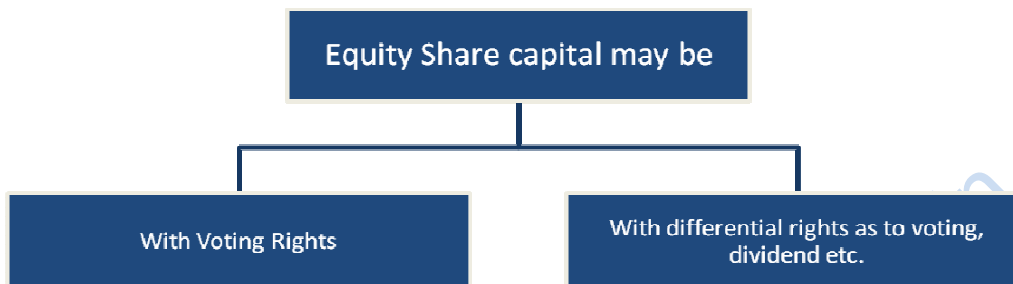 Equity Share capital may be
With Voting Rights
With differential rights as to voting,
dividend etc.